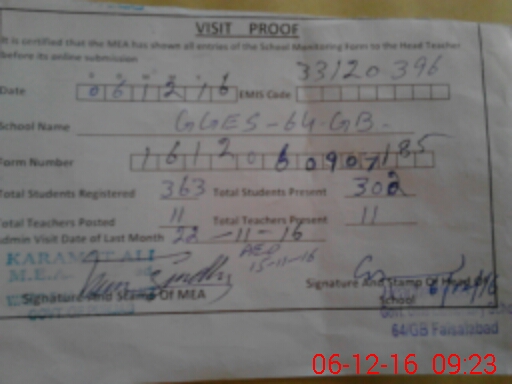 VISIT PROOF
It is certified that the MEA has shown all entries of the School Monitoring Form to the Head Teacher
before its online submission
33120396
Date 061216 EMIS Code
School Name GGES-64-GB-
Form Number 1612060907185
Total Students Registered 363 Total Students Present 302
Total Teachers Posted 11 Total Teachers Present 11
Admin Visit Date of Last Month 22-11-16
AEO
15-11-16
KARAMAT ALI
M.E.A
Signature And Stamp Of MEA
Signature And Stamp Of Head Of
School
64/GB Faisalabad
06-12-16 09:23